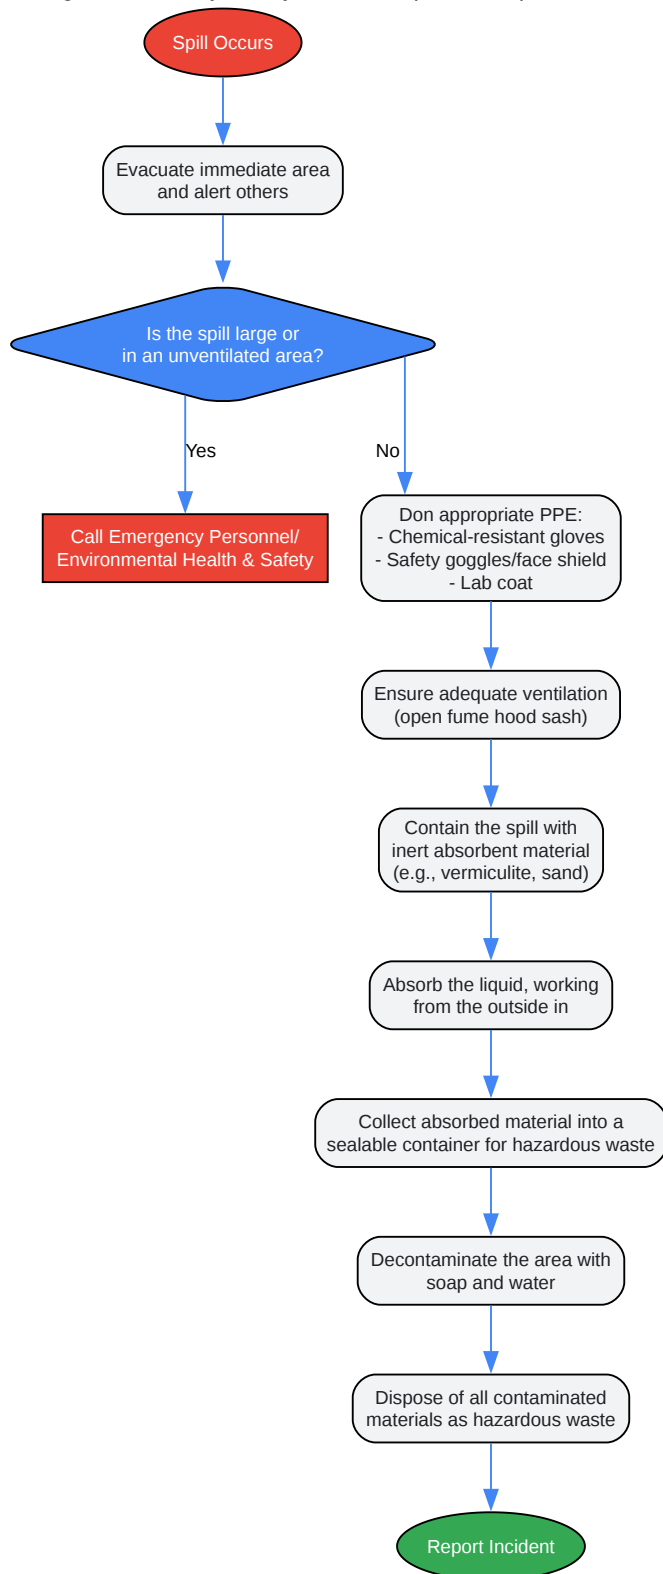 Spill Occurs
Evacuate immediate area
and alert others
Is the spill large or
in an unventilated area?
Yes
No
Call Emergency Personnel/
Environmental Health & Safety
Don appropriate PPE:
- Chemical-resistant gloves
- Safety goggles/face shield
- Lab coat
Ensure adequate ventilation
(open fume hood sash)
Contain the spill with
inert absorbent material
(e.g., vermiculite, sand)
Absorb the liquid, working
from the outside in
Collect absorbed material into a
sealable container for hazardous waste
Decontaminate the area with
soap and water
Dispose of all contaminated
materials as hazardous waste
Report Incident